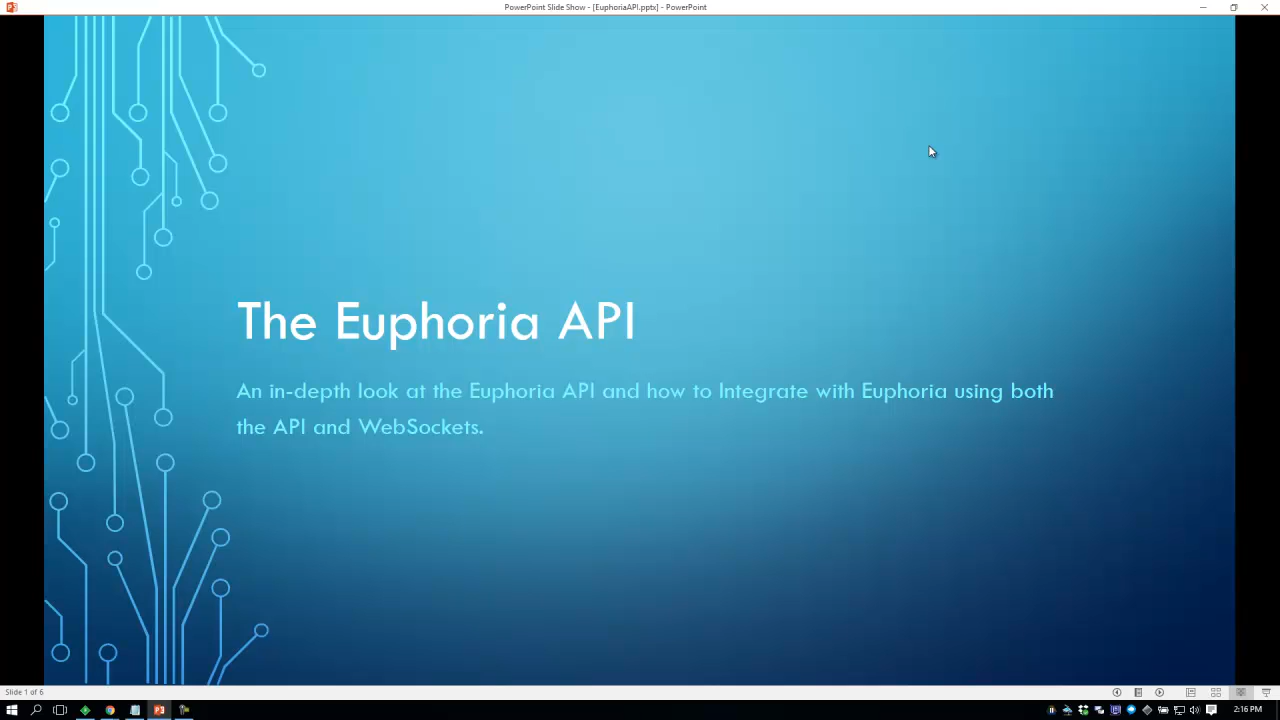 PowerPoint Slide Show - [EuphoriaAPI.pptx] - PowerPoint
The Euphoria API
An in-depth look at the Euphoria API and how to Integrate with Euphoria using both
the API and WebSockets.
Slide 1 of 6
2:16 PM